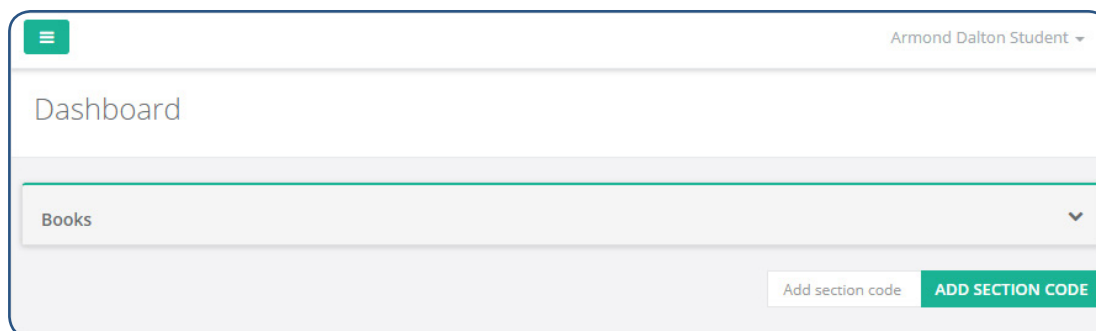 Armond Dalton Student
Dashboard
Books
Add section code ADD SECTION CODE